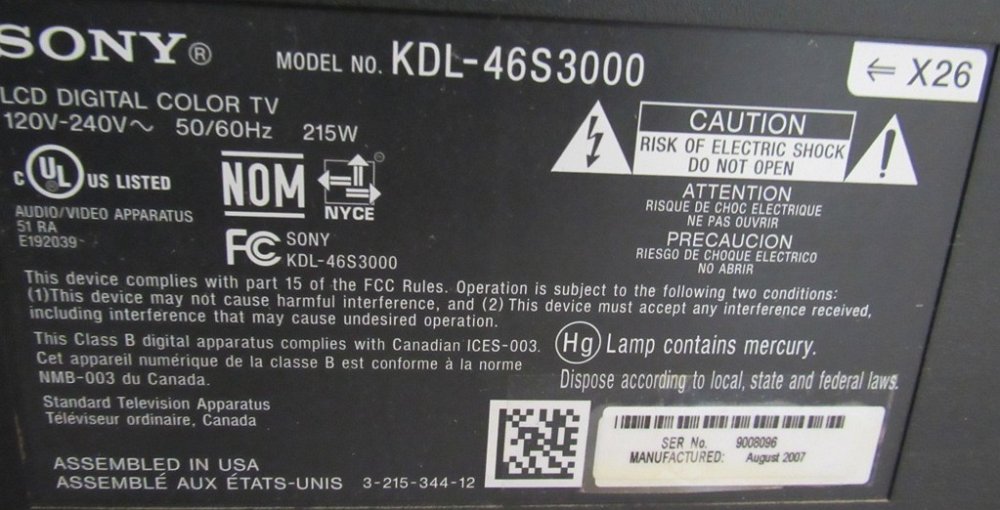 SONY®
MODEL NO. KDL-46S3000
⇐ X26
LCD DIGITAL COLOR TV
120V-240V~ 50/60Hz 215W
CAUTION
RISK OF ELECTRIC SHOCK
DO NOT OPEN
C UL US LISTED
NOM
NYCE
AUDIO/VIDEO APPARATUS
51 RA
E192039
ATTENTION
RISQUE DE CHOC ELECTRIQUE
NE PAS OUVRIR
PRECAUCION
RIESGO DE CHOQUE ELECTRICO
NO ABRIR
FC SONY
KDL-46S3000
This device complies with part 15 of the FCC Rules. Operation is subject to the following two conditions:
(1)This device may not cause harmful interference, and (2) This device must accept any interference received,
including interference that may cause undesired operation.
This Class B digital apparatus complies with Canadian ICES-003.
Cet appareil numérique de la classe B est conforme à la norme
NMB-003 du Canada.
Hg Lamp contains mercury.
Dispose according to local, state and federal laws.
Standard Television Apparatus
Téléviseur ordinaire, Canada
SER No. 9008096
MANUFACTURED: August 2007
ASSEMBLED IN USA
ASSEMBLÉ AUX ÉTATS-UNIS 3-215-344-12